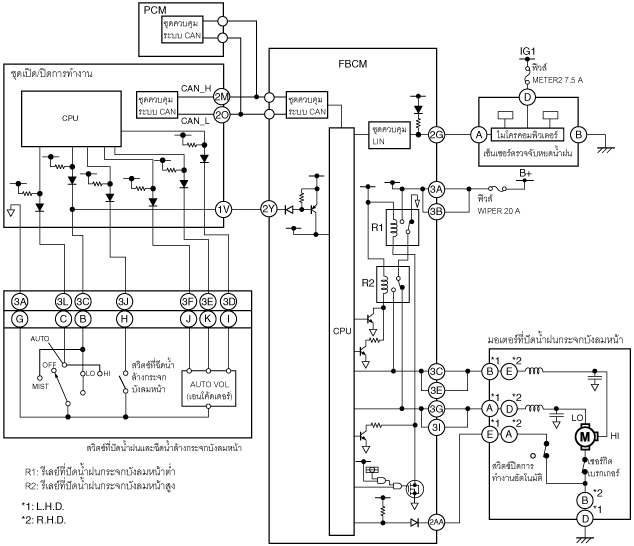 PCM
ชุดควบคุม
ระบบ CAN
ชุดเปิด/ปิดการทำงาน
CPU
CAN_H
CAN_L
2M
2O
1V
FBCM
ชุดควบคุม
ระบบ CAN
ชุดควบคุม
ระบบ CAN
ชุดควบคุม
LIN
2G
2Y
CPU
R1
R2
3A
3B
3C
3E
3G
3I
2AA
IG1
ฟิวส์
METER2 7.5 A
D
A
ไมโครคอมพิวเตอร์
B
เซ็นเซอร์ตรวจจับหยดน้ำฝน
B+
ฟิวส์
WIPER 20 A
3A
3L
3C
3J
3F
3E
3D
G
C
B
H
J
K
I
AUTO
OFF
MIST
LO
HI
สวิตช์ฉีดน้ำ
ล้างกระจก
บังลมหน้า
AUTO VOL
(เอนโค้ดเดอร์)
สวิตช์ที่ปัดน้ำฝนและฉีดน้ำล้างกระจกบังลมหน้า
มอเตอร์ที่ปัดน้ำฝนกระจกบังลมหน้า
*1
*2
B
E
*1
*2
A
D
*1
*2
E
A
LO
M
HI
สวิตช์ปิดการ
ทำงานอัตโนมัติ
เซอร์กิต
เบรกเกอร์
B
*2
*1
D
R1: รีเลย์ที่ปัดน้ำฝนกระจกบังลมหน้าต่ำ
R2: รีเลย์ที่ปัดน้ำฝนกระจกบังลมหน้าสูง
*1: L.H.D.
*2: R.H.D.